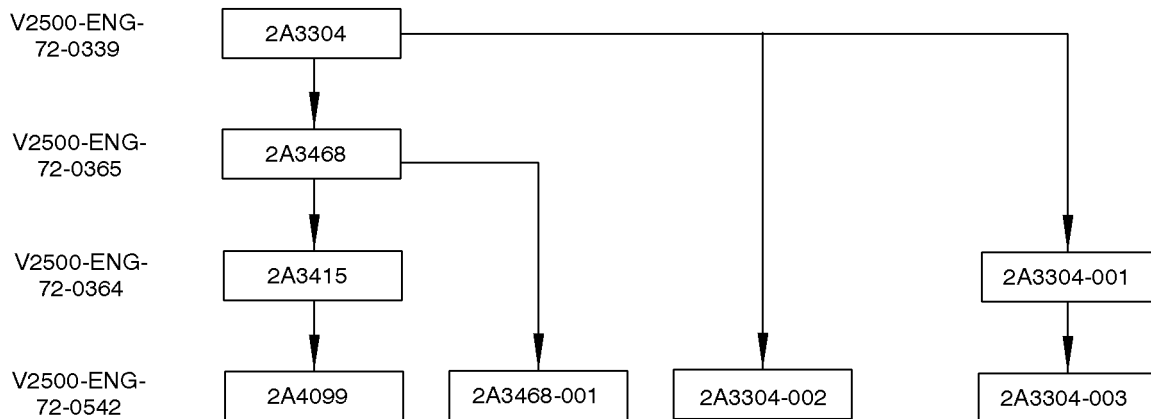 V2500-ENG-
72-0339
2A3304
V2500-ENG-
72-0365
2A3468
V2500-ENG-
72-0364
2A3415
2A3304-001
V2500-ENG-
72-0542
2A4099
2A3468-001
2A3304-002
2A3304-003